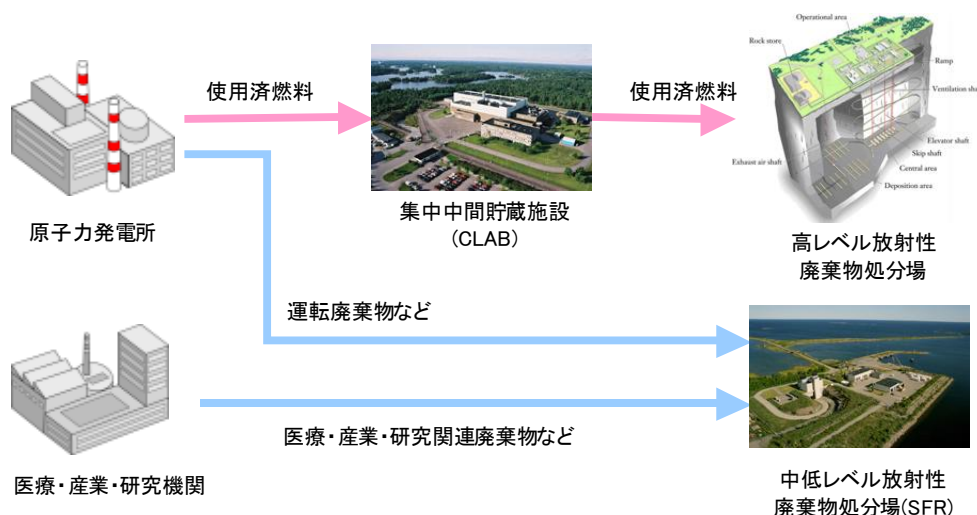 Operational area
Rock store
Ramp
Ventilation sha
Elevator shaft
Skip shaft
Central area
Exhaust air shaft
Deposition area
使用済燃料
使用済燃料
原子力発電所
集中中間貯蔵施設
(CLAB)
高レベル放射性
廃棄物処分場
運転廃棄物など
医療・産業・研究関連廃棄物など
医療・産業・研究機関
中低レベル放射性
廃棄物処分場(SFR)